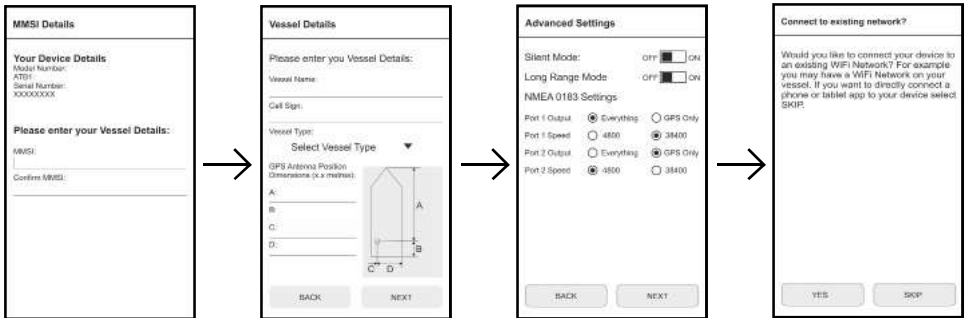 MMSI Details
Your Device Details
Model Number:
ATB1
Serial Number:
XXXXXXXX
Please enter your Vessel Details:
MMSI:
Confirm MMSI:
Vessel Details
Please enter you Vessel Details:
Vessel Name:
Call Sign:
Vessel Type:
Select Vessel Type
GPS Antenna Position
Dimensions (x.x metres):
A:
B:
C:
D:
A
B
C D
BACK NEXT
Advanced Settings
Silent Mode: OFF ON
Long Range Mode OFF ON
NMEA 0183 Settings
Port 1 Output Everything GPS Only
Port 1 Speed 4800 38400
Port 2 Output Everything GPS Only
Port 2 Speed 4800 38400
BACK NEXT
Connect to existing network?
Would you like to connect your device to
an existing WiFi Network? For example
you may have a WiFi Network on your
vessel. If you want to directly connect a
phone or tablet app to your device select
SKIP.
YES SKIP